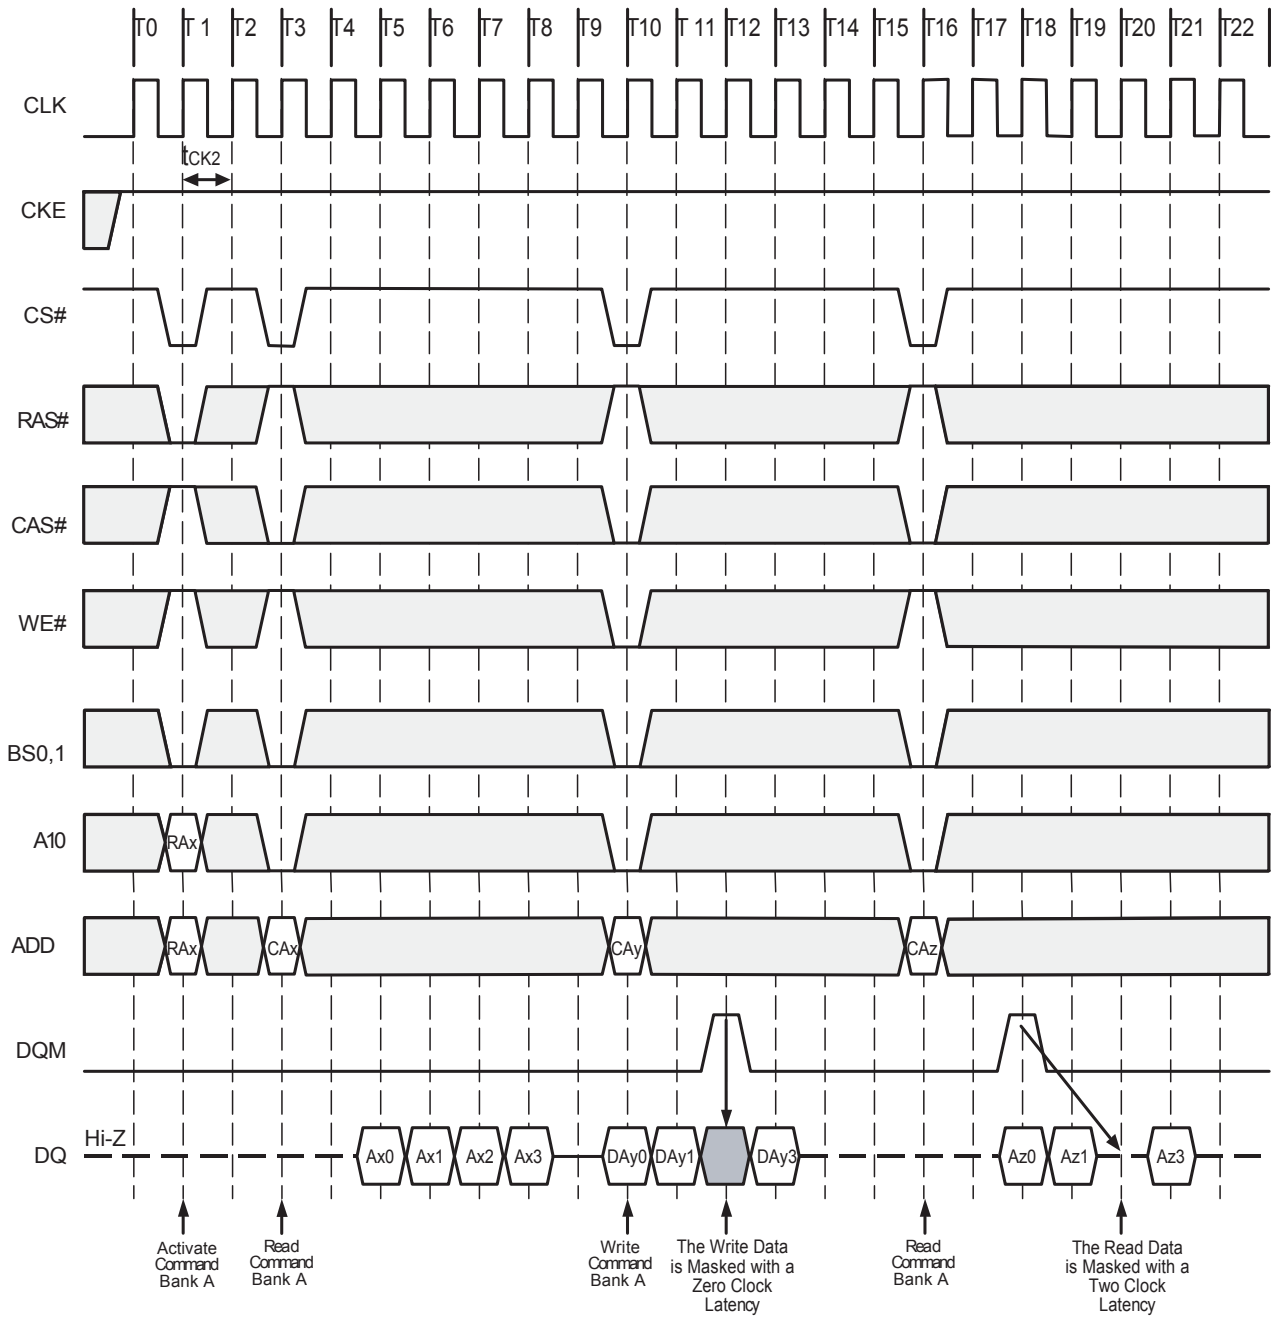 T0 T 1 T2 T3 T4 T5 T6 T7 T8 T9 T10 T 11 T12 T13 T14 T15 T16 T17 T18 T19 T20 T21 T22
CLK
tCK2
CKE
CS#
RAS#
CAS#
WE#
BS0,1
A10 RAx
ADD RAx CAx CAy CAz
DQM
Hi-Z
DQ Ax0 Ax1 Ax2 Ax3 DAy0 DAy1 DAy3 Az0 Az1 Az3
Activate
Command
Bank A
Read
Command
Bank A
Write
Command
Bank A
The Write Data
is Masked with a
Zero Clock
Latency
Read
Command
Bank A
The Read Data
is Masked with a
Two Clock
Latency